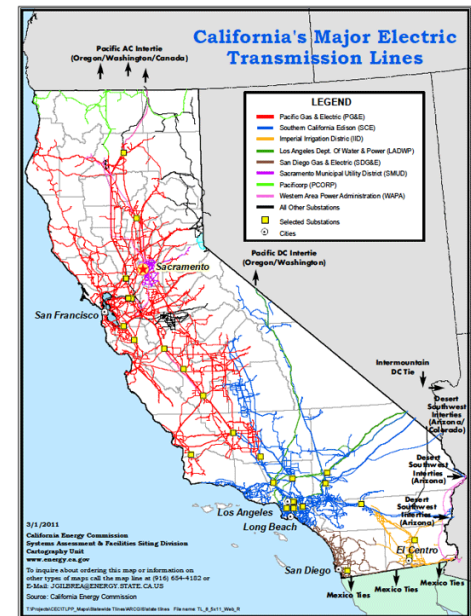 California's Major Electric
Transmission Lines
Pacific AC Intertie
(Oregon/Washington/Canada)
LEGEND
Pacific Gas & Electric (PG&E)
Southern California Edison (SCE)
Imperial Irrigation District (IID)
Los Angeles Dept. Of Water & Power (LADWP)
San Diego Gas & Electric (SDG&E)
Sacramento Municipal Utility District (SMUD)
Pacificorp (PCORP)
Western Area Power Administration (WAPA)
All Other Substations
Selected Substations
Cities
Sacramento
Pacific DC Intertie
(Oregon/Washington)
San Francisco
Intermountain
DC Tie
Desert
Southwest
Interties
(Arizona/
Colorado)
Desert
Southwest
Interties
(Arizona)
Desert
Southwest
Interties
(Arizona)
Los Angeles
Long Beach
El Centro
San Diego
Mexico Ties
Mexico Ties
Mexico Ties
3/1/2011
California Energy Commission
Systems Assessment & Facilities Siting Division
Cartography Unit
www.energy.ca.gov
To inquire about ordering this map or information on
other types of maps call the map line at (916) 654-4182 or
E-Mail: JGILBREA@ENERGY.STATE.CA.US
Source: California Energy Commission